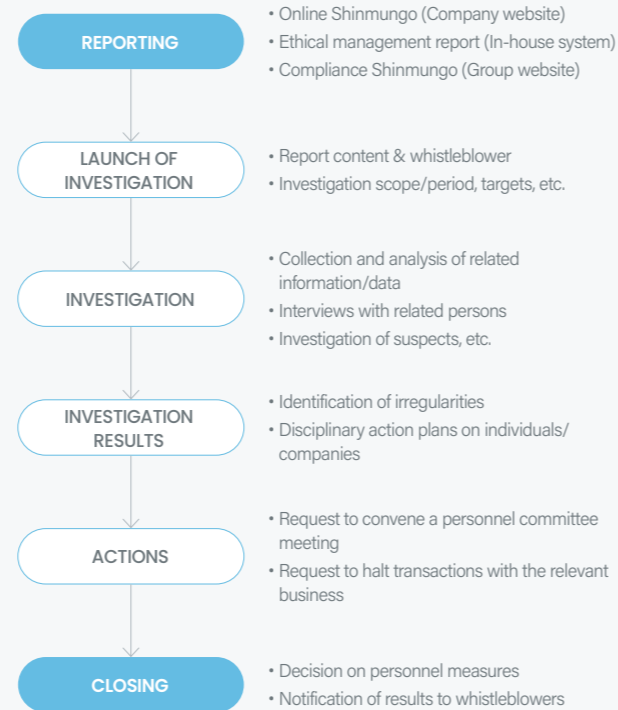 REPORTING
• Online Shinmungo (Company website)
• Ethical management report (In-house system)
• Compliance Shinmungo (Group website)
LAUNCH OF
INVESTIGATION
• Report content & whistleblower
• Investigation scope/period, targets, etc.
INVESTIGATION
• Collection and analysis of related
information/data
• Interviews with related persons
• Investigation of suspects, etc.
INVESTIGATION
RESULTS
• Identification of irregularities
• Disciplinary action plans on individuals/
companies
ACTIONS
• Request to convene a personnel committee
meeting
• Request to halt transactions with the relevant
business
CLOSING
• Decision on personnel measures
• Notification of results to whistleblowers